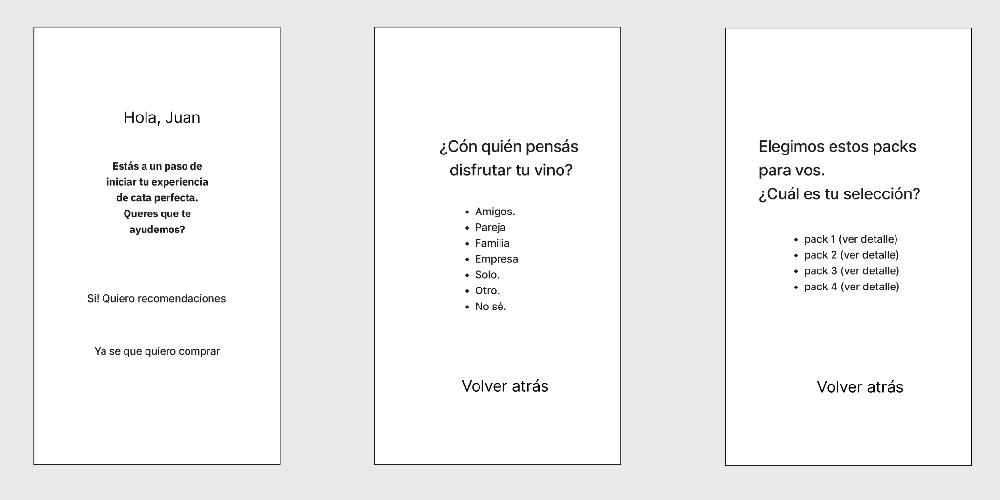 Hola, Juan
Estás a un paso de
iniciar tu experiencia
de cata perfecta.
Queres que te
ayudemos?
Si! Quiero recomendaciones
Ya se que quiero comprar
¿Cón quién pensás
disfrutar tu vino?
• Amigos.
• Pareja
• Familia
• Empresa
• Solo.
• Otro.
• No sé.
Volver atrás
Elegimos estos packs
para vos.
¿Cuál es tu selección?
• pack 1 (ver detalle)
• pack 2 (ver detalle)
• pack 3 (ver detalle)
• pack 4 (ver detalle)
Volver atrás